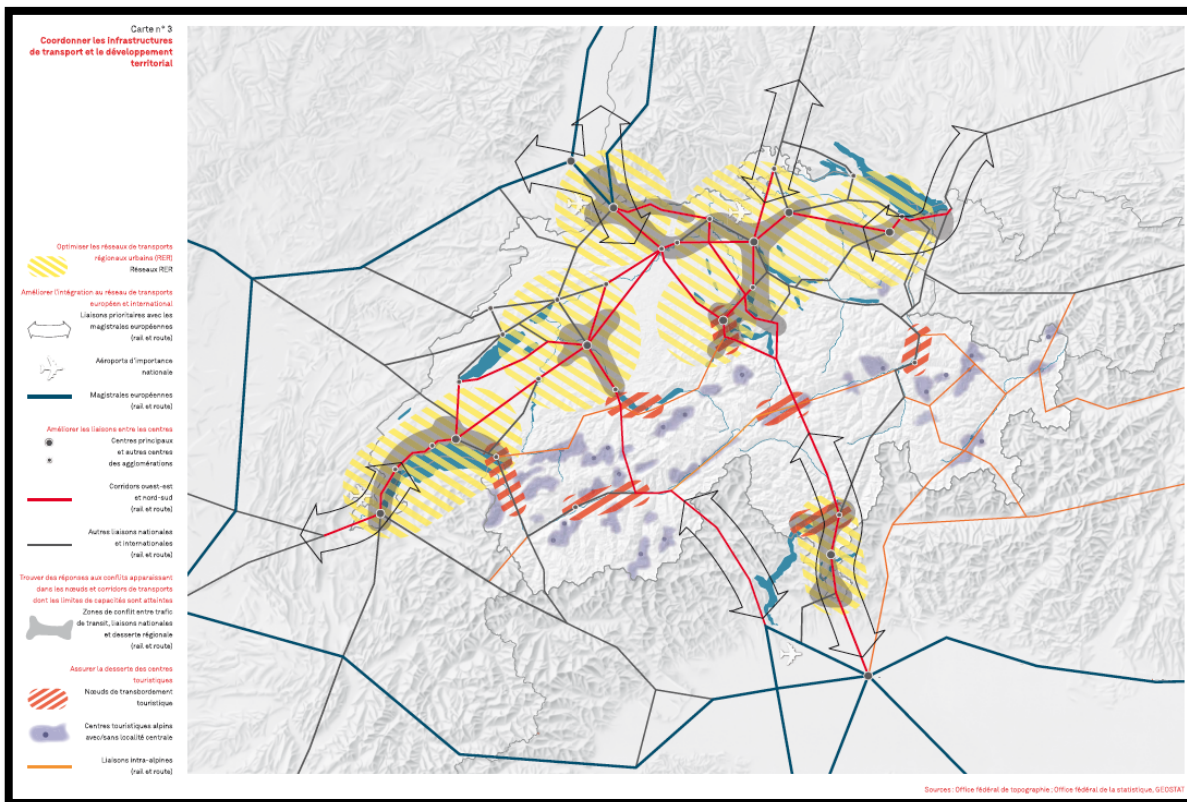 Carte n° 3
Coordonner les infrastructures
de transport et le développement
territorial
Optimiser les réseaux de transports
régionaux urbains (RER)
Réseaux RER
Améliorer l'intégration au réseau de transports
européen et international
Liaisons prioritaires avec les
magistrales européennes
(rail et route)
Aéroports d'importance
nationale
Magistrales européennes
(rail et route)
Améliorer les liaisons entre les centres
Centres principaux
et autres centres
des agglomérations
Corridors ouest-est
et nord-sud
(rail et route)
Autres liaisons nationales
et internationales
(rail et route)
Trouver des réponses aux conflits apparaissant
dans les nœuds et corridors de transports
dont les limites de capacités sont atteintes
Zones de conflit entre trafic
de transit, liaisons nationales
et desserte régionale
(rail et route)
Assurer la desserte des centres
touristiques
Nœuds de transbordement
touristique
Centres touristiques alpins
avec/sans localité centrale
Liaisons intra-alpines
(rail et route)
Sources : Office fédéral de topographie ; Office fédéral de la statistique, GEOSTAT